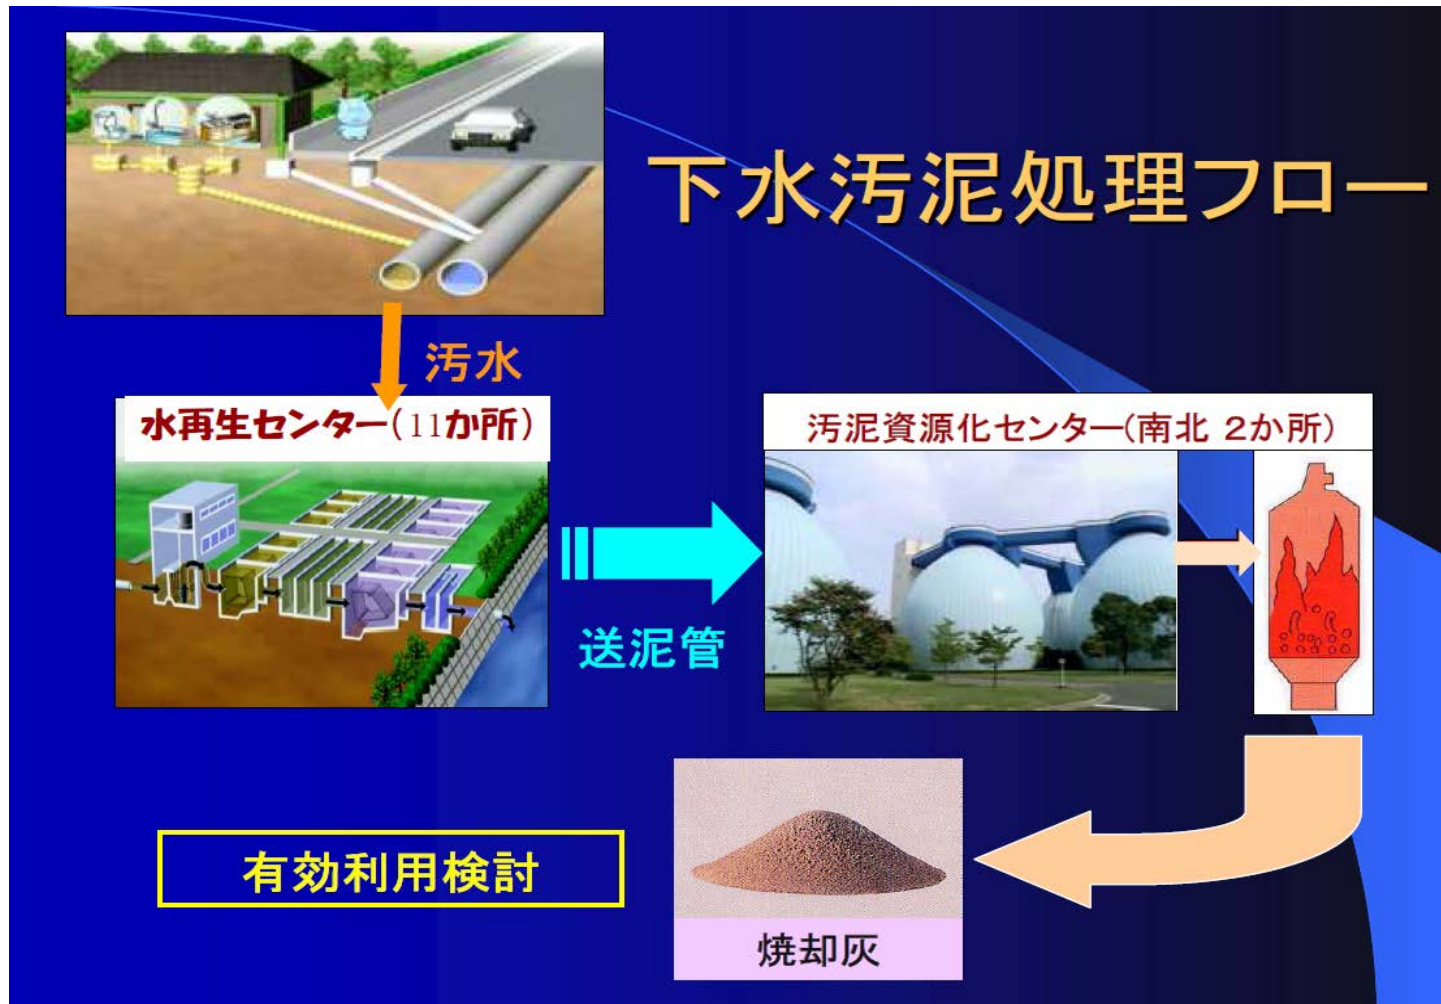 下水汚泥処理フロー
汚水
水再生センター(11か所)
汚泥資源化センター(南北 2か所)
送泥管
有効利用検討
焼却灰